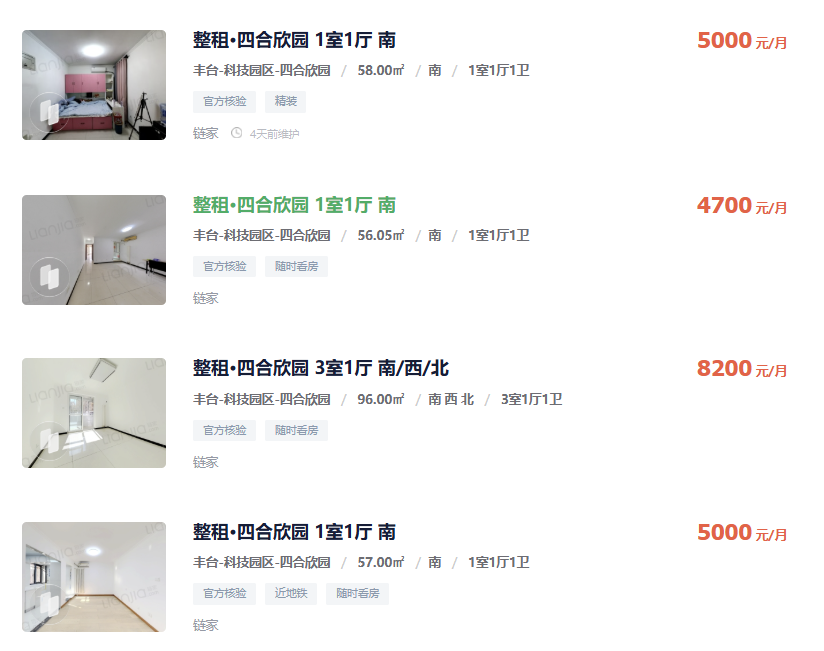 整租·四合欣园 1室1厅 南
5000 元/月
丰台-科技园区-四合欣园 / 58.00㎡ / 南 / 1室1厅1卫
官方核验 精装
链家 4天前维护
整租·四合欣园 1室1厅 南
4700 元/月
丰台-科技园区-四合欣园 / 56.05㎡ / 南 / 1室1厅1卫
官方核验 随时看房
链家
整租·四合欣园 3室1厅 南/西/北
8200 元/月
丰台-科技园区-四合欣园 / 96.00㎡ / 南 西 北 / 3室1厅1卫
官方核验 随时看房
链家
整租·四合欣园 1室1厅 南
5000 元/月
丰台-科技园区-四合欣园 / 57.00㎡ / 南 / 1室1厅1卫
官方核验 近地铁 随时看房
链家